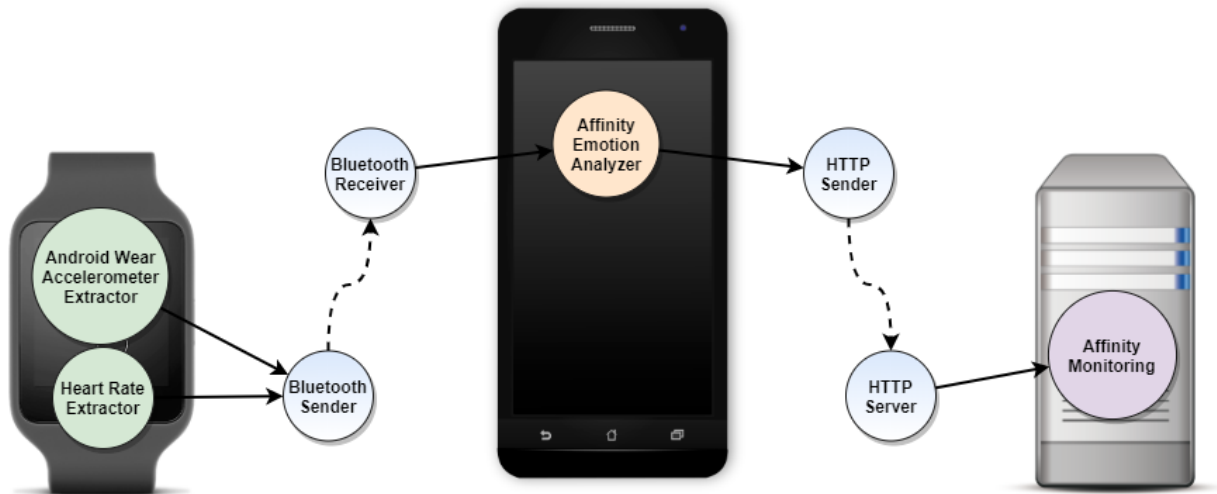 Android Wear
Accelerometer
Extractor
Heart Rate
Extractor
Bluetooth
Sender
Bluetooth
Receiver
Affinity
Emotion
Analyzer
HTTP
Sender
HTTP
Server
Affinity
Monitoring